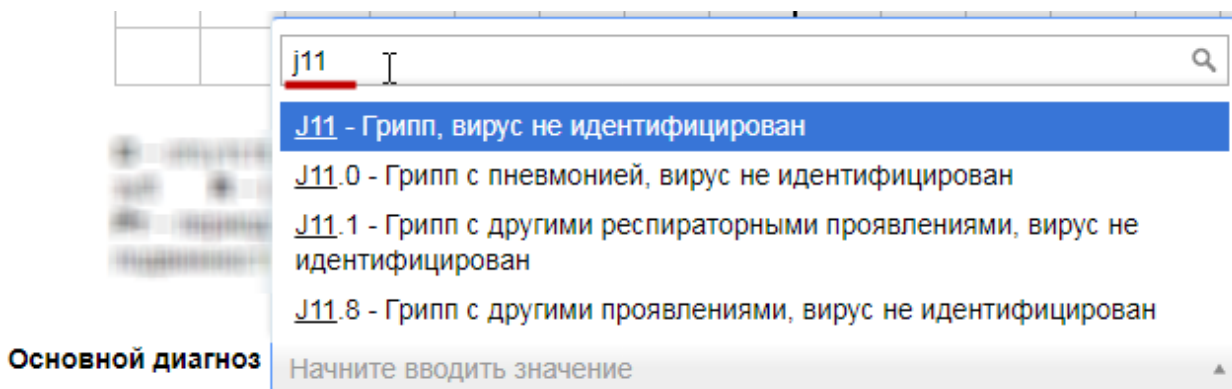 j11
J11 - Грипп, вирус не идентифицирован
J11.0 - Грипп с пневмонией, вирус не идентифицирован
J11.1 - Грипп с другими респираторными проявлениями, вирус не
идентифицирован
J11.8 - Грипп с другими проявлениями, вирус не идентифицирован
Основной диагноз Начните вводить значение